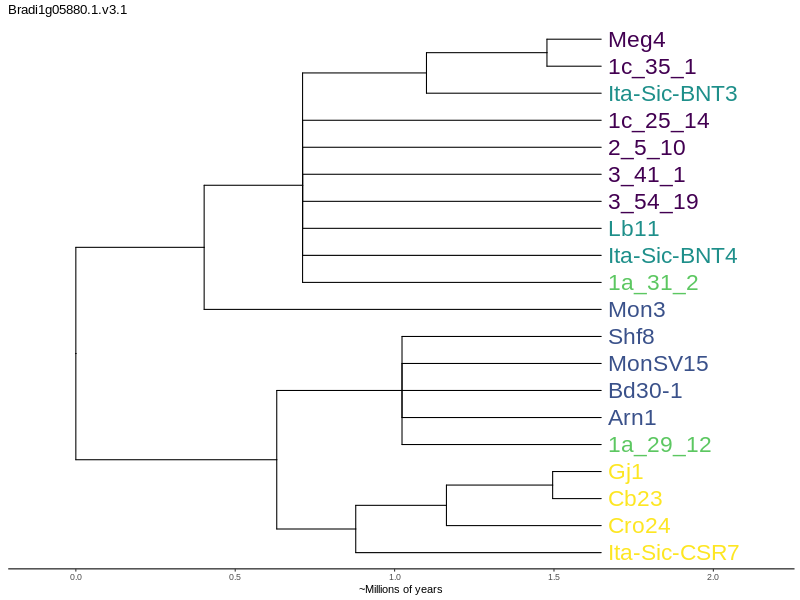 Bradi1g05880.1.v3.1
Meg4
1c_35_1
Ita-Sic-BNT3
1c_25_14
2_5_10
3_41_1
3_54_19
Lb11
Ita-Sic-BNT4
1a_31_2
Mon3
Shf8
MonSV15
Bd30-1
Arn1
1a_29_12
Gj1
Cb23
Cro24
Ita-Sic-CSR7
0.0 0.5 1.0 1.5 2.0
~Millions of years